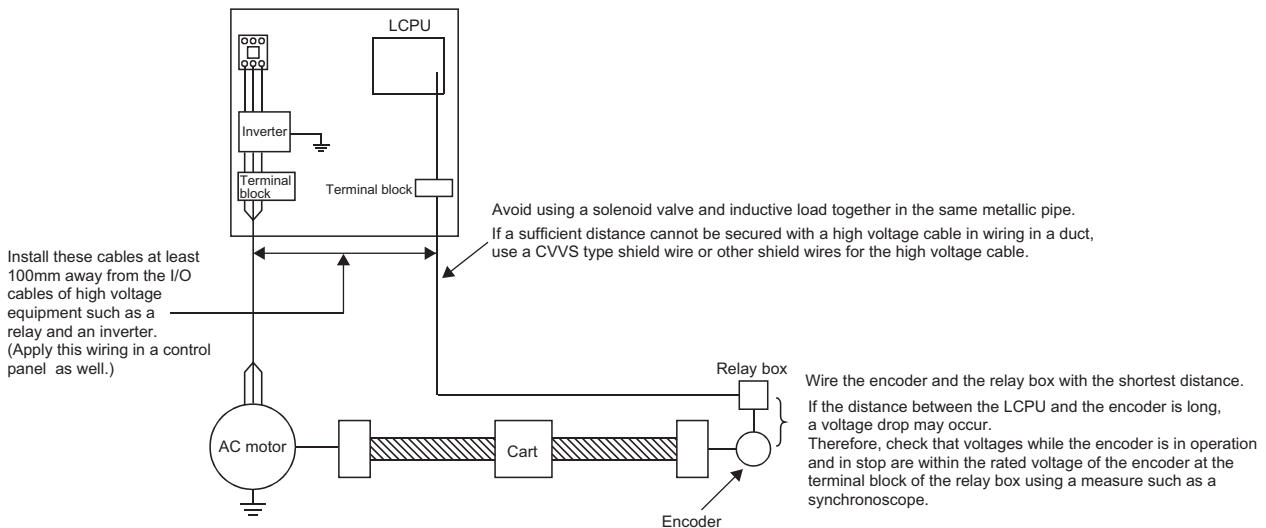 LCPU
Inverter
Terminal
block
Terminal block
Avoid using a solenoid valve and inductive load together in the same metallic pipe.
If a sufficient distance cannot be secured with a high voltage cable in wiring in a duct,
use a CVVS type shield wire or other shield wires for the high voltage cable.
Install these cables at least
100mm away from the I/O
cables of high voltage
equipment such as a
relay and an inverter.
(Apply this wiring in a control
panel as well.)
Relay box
Wire the encoder and the relay box with the shortest distance.
If the distance between the LCPU and the encoder is long,
a voltage drop may occur.
Therefore, check that voltages while the encoder is in operation
and in stop are within the rated voltage of the encoder at the
terminal block of the relay box using a measure such as a
synchronoscope.
AC motor
Cart
Encoder